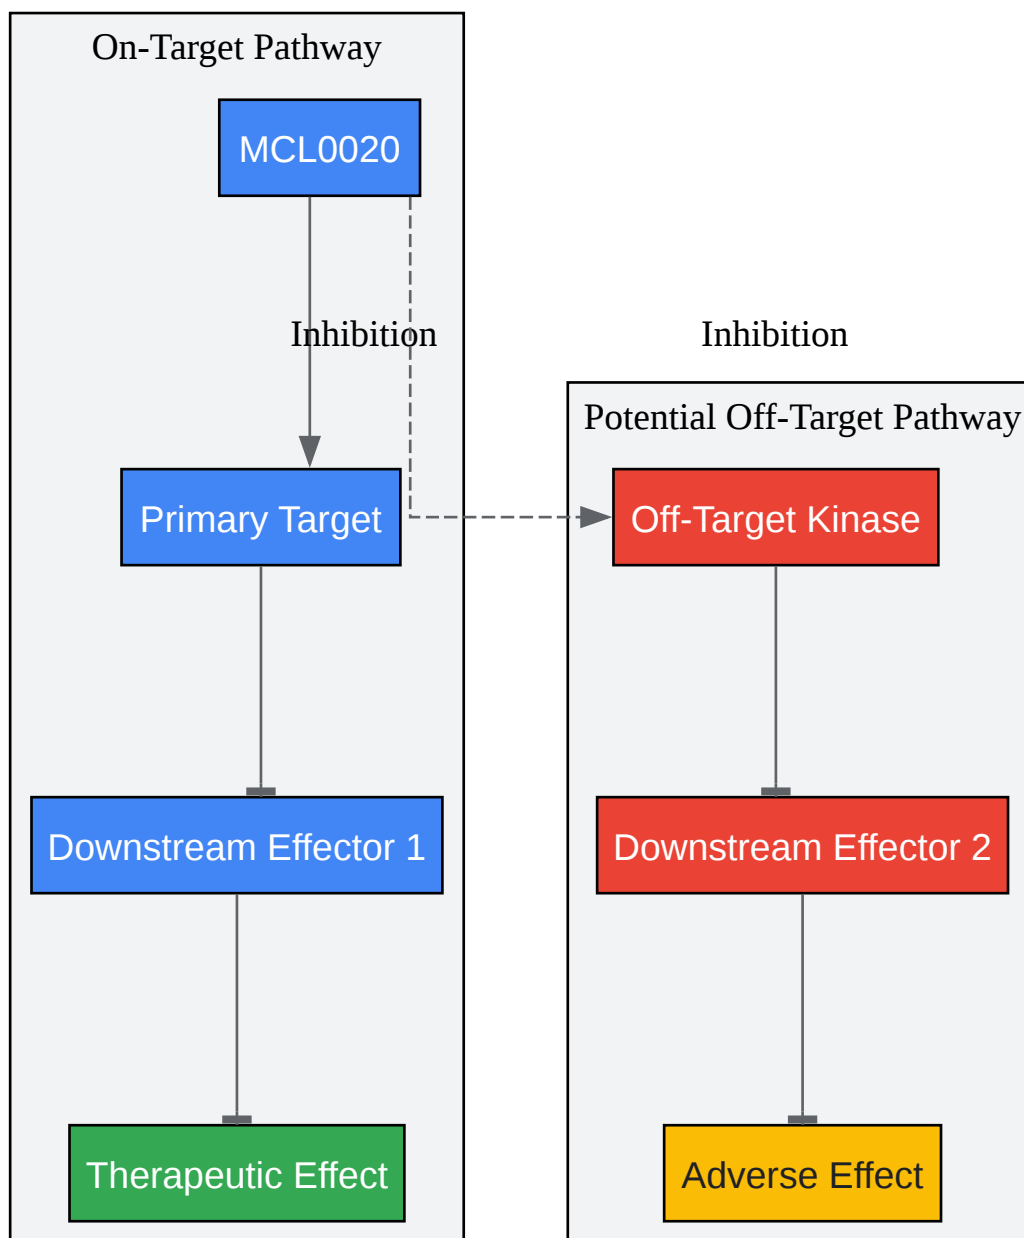 On-Target Pathway
MCL0020
Inhibition
Inhibition
Potential Off-Target Pathway
Primary Target
Off-Target Kinase
Downstream Effector 1
Downstream Effector 2
Therapeutic Effect
Adverse Effect